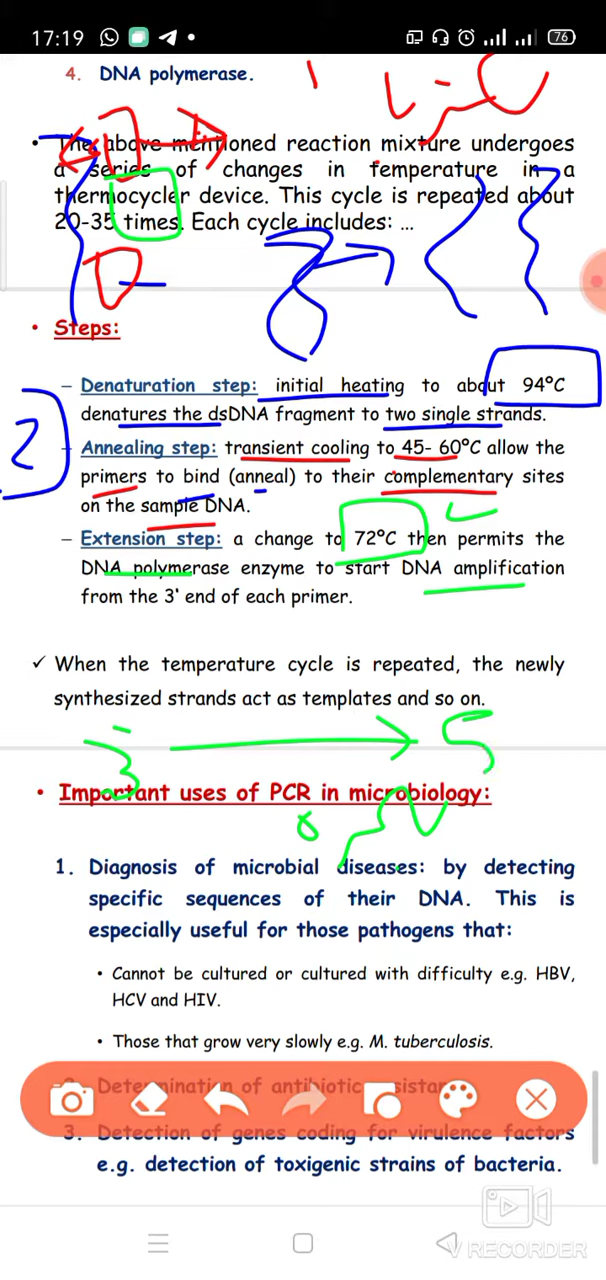 17:19
76
4. DNA polymerase.
• The above mentioned reaction mixture undergoes
a series of changes in temperature in a
thermocycler device. This cycle is repeated about
20-35 times. Each cycle includes: ...
• Steps:
– Denaturation step: initial heating to about 94°C
denatures the dsDNA fragment to two single strands.
2
– Annealing step: transient cooling to 45- 60°C allow the
primers to bind (anneal) to their complementary sites
on the sample DNA.
– Extension step: a change to 72°C then permits the
DNA polymerase enzyme to start DNA amplification
from the 3' end of each primer.
✓ When the temperature cycle is repeated, the newly
synthesized strands act as templates and so on.
3 → 5
• Important uses of PCR in microbiology:
1. Diagnosis of microbial diseases: by detecting
specific sequences of their DNA. This is
especially useful for those pathogens that:
• Cannot be cultured or cultured with difficulty e.g. HBV,
HCV and HIV.
• Those that grow very slowly e.g. M. tuberculosis.
Determination of antibiotic
3. Detection of genes coding for virulence factors
e.g. detection of toxigenic strains of bacteria.
V RECORDER